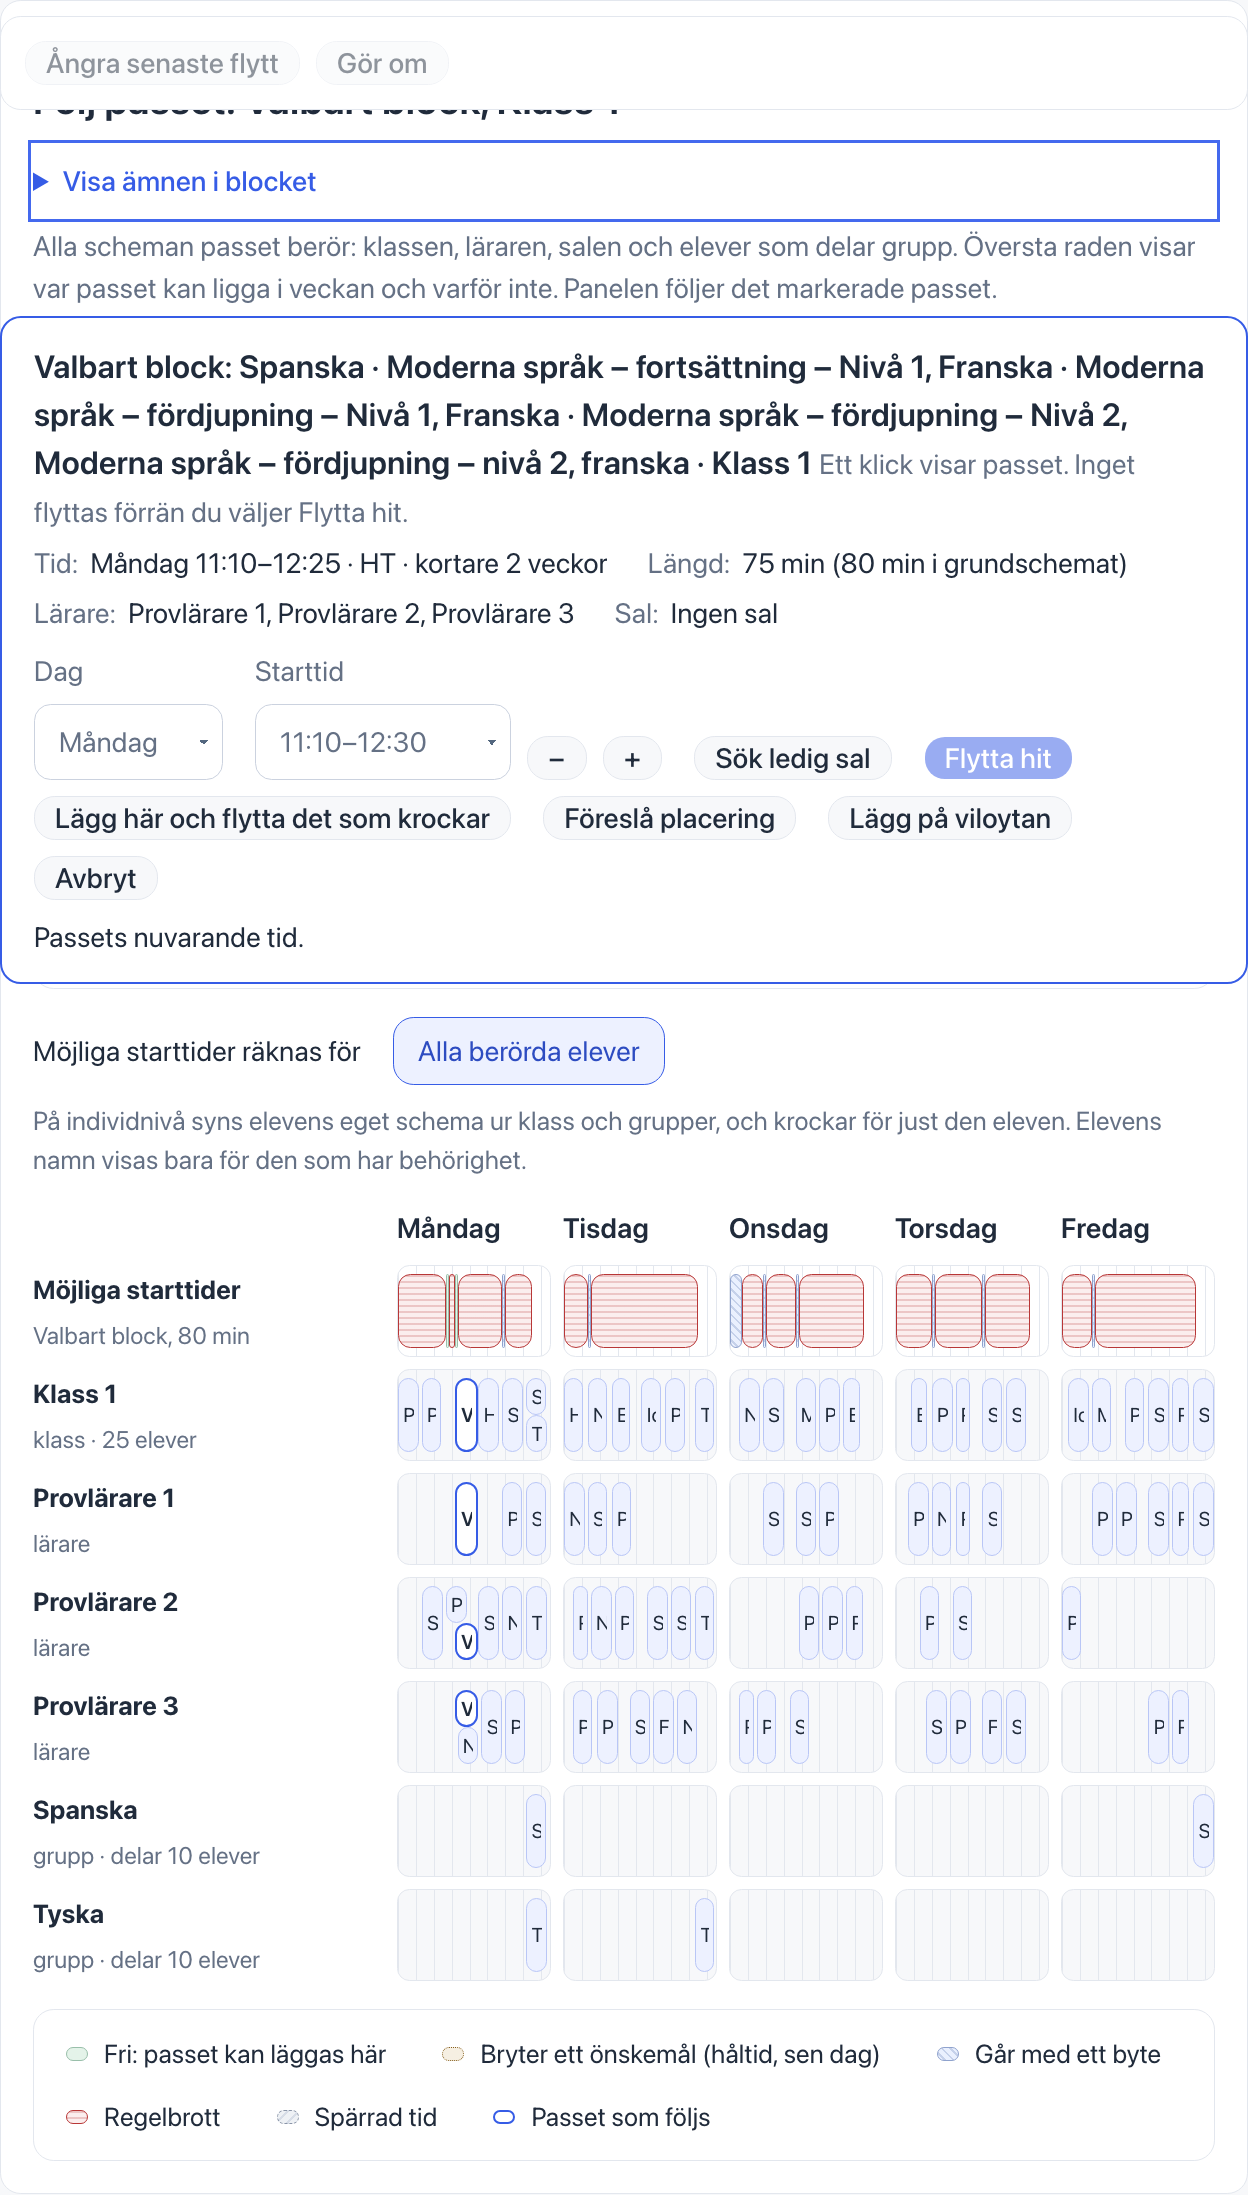 Ångra senaste flytt Gör om
Följ passet: Valbart block, Klass 1
Visa ämnen i blocket
Alla scheman passet berör: klassen, läraren, salen och elever som delar grupp. Översta raden visar
var passet kan ligga i veckan och varför inte. Panelen följer det markerade passet.
Valbart block: Spanska · Moderna språk – fortsättning – Nivå 1, Franska · Moderna
språk – fördjupning – Nivå 1, Franska · Moderna språk – fördjupning – Nivå 2,
Moderna språk – fördjupning – nivå 2, franska · Klass 1 Ett klick visar passet. Inget
flyttas förrän du väljer Flytta hit.
Tid: Måndag 11:10–12:25 · HT · kortare 2 veckor Längd: 75 min (80 min i grundschemat)
Lärare: Provlärare 1, Provlärare 2, Provlärare 3 Sal: Ingen sal
Dag Starttid
Måndag 11:10–12:30 – + Sök ledig sal Flytta hit
Lägg här och flytta det som krockar Föreslå placering Lägg på viloytan
Avbryt
Passets nuvarande tid.
Möjliga starttider räknas för Alla berörda elever
På individnivå syns elevens eget schema ur klass och grupper, och krockar för just den eleven. Elevens
namn visas bara för den som har behörighet.
Måndag Tisdag Onsdag Torsdag Fredag
Möjliga starttider
Valbart block, 80 min
Klass 1
klass · 25 elever
Provlärare 1
lärare
Provlärare 2
lärare
Provlärare 3
lärare
Spanska
grupp · delar 10 elever
S S
Tyska
grupp · delar 10 elever
T T
Fri: passet kan läggas här Bryter ett önskemål (håltid, sen dag) Går med ett byte
Regelbrott Spärrad tid Passet som följs